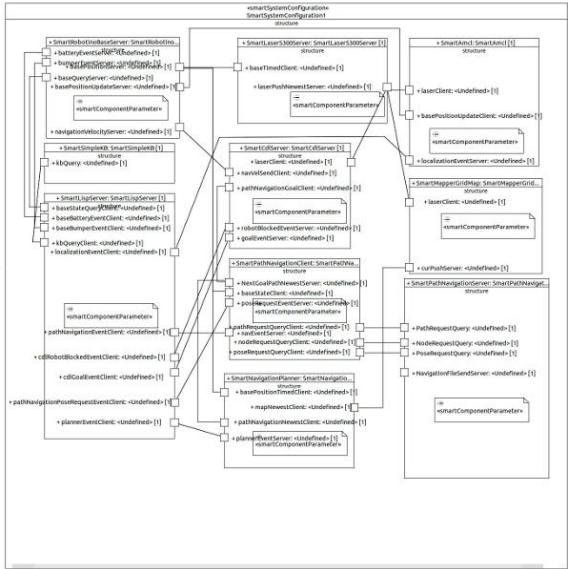 «smartSystemConfiguration»
SmartSystemConfiguration1
structure
+ SmartRobotinoBaseServer: SmartRobotino...
structure
+ batteryEventServer: <Undefined> [1]
+ bumperEventServer: <Undefined> [1]
+ basePositionServer: <Undefined> [1]
+ baseQueryServer: <Undefined> [1]
+ basePositionUpdateServer: <Undefined> [1]
«smartComponentParameter»
+ navigationVelocityServer: <Undefined> [1]
+ SmartLaserS300Server: SmartLaserS300Server [1]
structure
+ baseTimedClient: <Undefined> [1]
+ laserPushNewestServer: <Undefined> [1]
«smartComponentParameter»
+ SmartAmcl: SmartAmcl [1]
structure
+ laserClient: <Undefined> [1]
+ basePositionUpdateClient: <Undefined> [1]
«smartComponentParameter»
+ localizationEventServer: <Undefined> [1]
+ SmartSimpleKB: SmartSimpleKB [1]
structure
+ kbQuery: <Undefined> [1]
+ SmartCdlServer: SmartCdlServer [1]
structure
+ laserClient: <Undefined> [1]
+ navVelSendClient: <Undefined> [1]
+ pathNavigationGoalClient: <Undefined> [1]
«smartComponentParameter»
+ robotBlockedEventServer: <Undefined> [1]
+ goalEventServer: <Undefined> [1]
+ SmartMapperGridMap: SmartMapperGrid...
structure
+ laserClient: <Undefined> [1]
«smartComponentParameter»
+ curPushServer: <Undefined> [1]
+ SmartLispServer: SmartLispServer [1]
structure
+ baseStateQueryClient: <Undefined> [1]
+ baseBatteryEventClient: <Undefined> [1]
+ baseBumperEventClient: <Undefined> [1]
+ kbQueryClient: <Undefined> [1]
+ localizationEventClient: <Undefined> [1]
«smartComponentParameter»
+ pathNavigationEventClient: <Undefined> [1]
+ cdlRobotBlockedEventClient: <Undefined> [1]
+ cdlGoalEventClient: <Undefined> [1]
+ pathNavigationPoseRequestEventClient: <Undefined> [1]
+ plannerEventClient: <Undefined> [1]
+ SmartPathNavigationClient: SmartPathNa...
structure
+ NextGoalPathNewestServer: <Undefined> [1]
+ baseStateClient: <Undefined> [1]
+ poseRequestEventServer: <Undefined> [1]
«smartComponentParameter»
+ pathRequestQueryClient: <Undefined> [1]
+ navEventServer: <Undefined> [1]
+ nodeRequestQueryClient: <Undefined> [1]
+ poseRequestQueryClient: <Undefined> [1]
+ SmartPathNavigationServer: SmartPathNavigat...
structure
+ PathRequestQuery: <Undefined> [1]
+ NodeRequestQuery: <Undefined> [1]
+ PoseRequestQuery: <Undefined> [1]
+ NavigationFileSendServer: <Undefined> [1]
«smartComponentParameter»
+ SmartNavigationPlanner: SmartNavigatio...
structure
+ basePositionTimedClient: <Undefined> [1]
+ mapNewestClient: <Undefined> [1]
+ pathNavigationNewestClient: <Undefined> [1]
+ plannerEventServer: <Undefined> [1]
«smartComponentParameter»